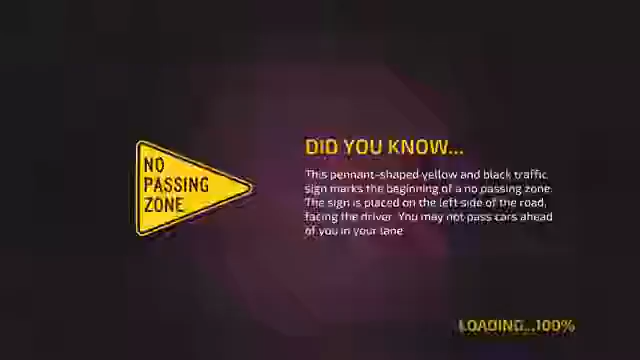 NO
PASSING
ZONE
DID YOU KNOW...
This pennant-shaped yellow and black traffic
sign marks the beginning of a no passing zone.
The sign is placed on the left side of the road,
facing the driver. You may not pass cars ahead
of you in your lane
LOADING...100%